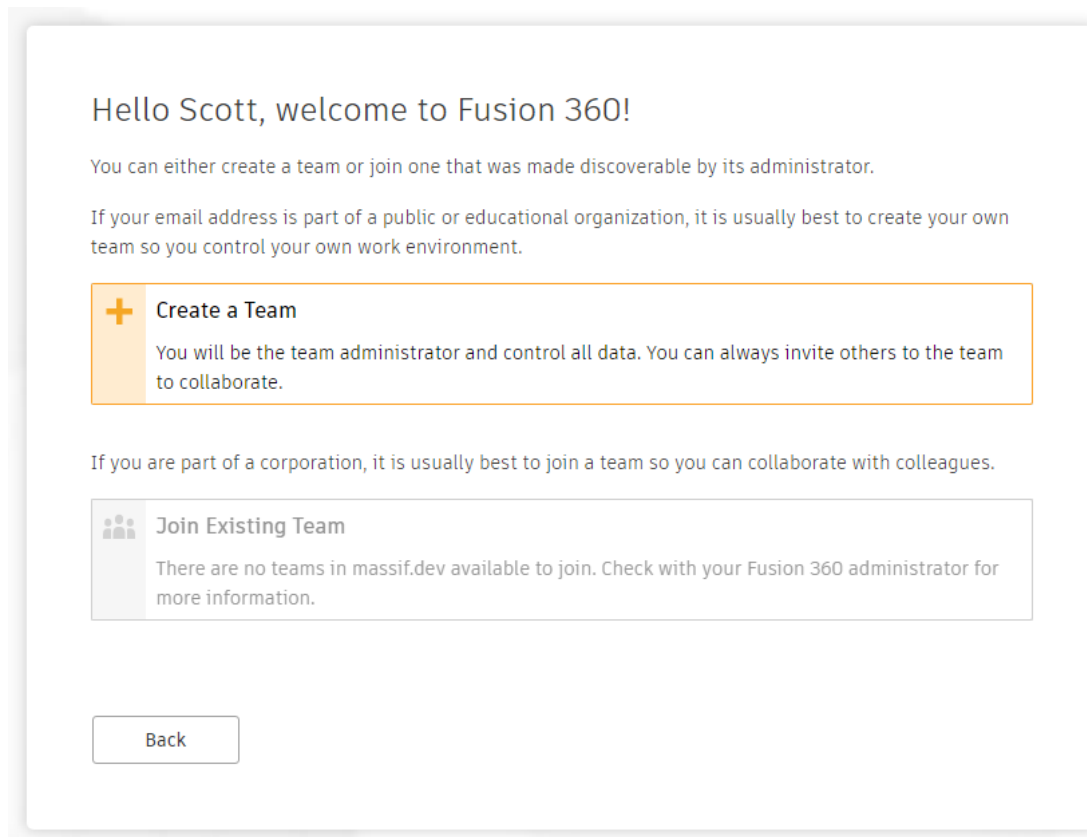 Hello Scott, welcome to Fusion 360!
You can either create a team or join one that was made discoverable by its administrator.
If your email address is part of a public or educational organization, it is usually best to create your own
team so you control your own work environment.
Create a Team
You will be the team administrator and control all data. You can always invite others to the team
to collaborate.
If you are part of a corporation, it is usually best to join a team so you can collaborate with colleagues.
Join Existing Team
There are no teams in massif.dev available to join. Check with your Fusion 360 administrator for
more information.
Back